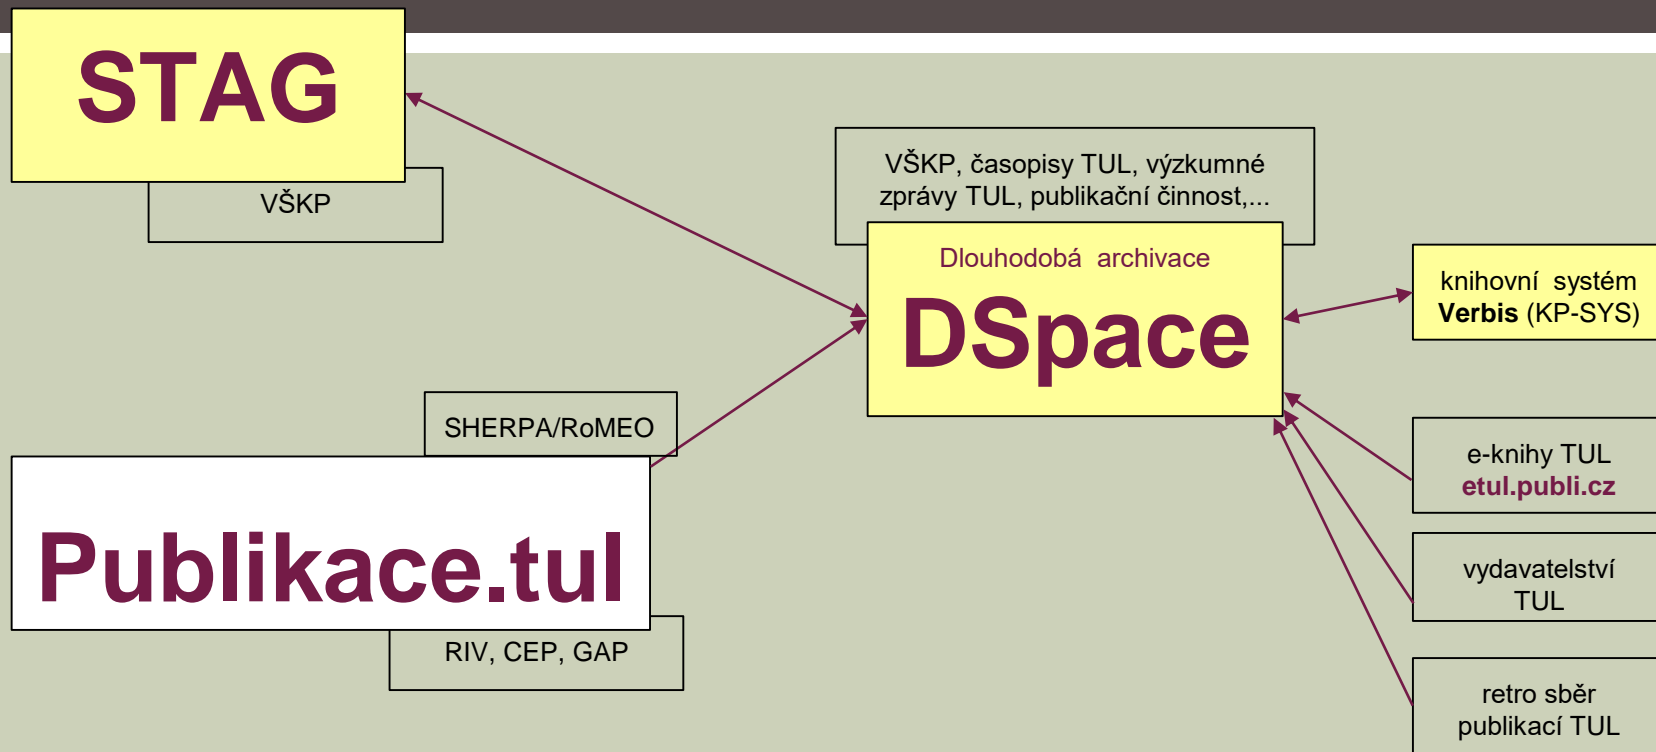 STAG
VŠKP
VŠKP, časopisy TUL, výzkumné
zprávy TUL, publikační činnost,...
Dlouhodobá archivace
DSpace
knihovní systém
Verbis (KP-SYS)
SHERPA/RoMEO
Publikace.tul
RIV, CEP, GAP
e-knihy TUL
etul.publi.cz
vydavatelství
TUL
retro sběr
publikací TUL